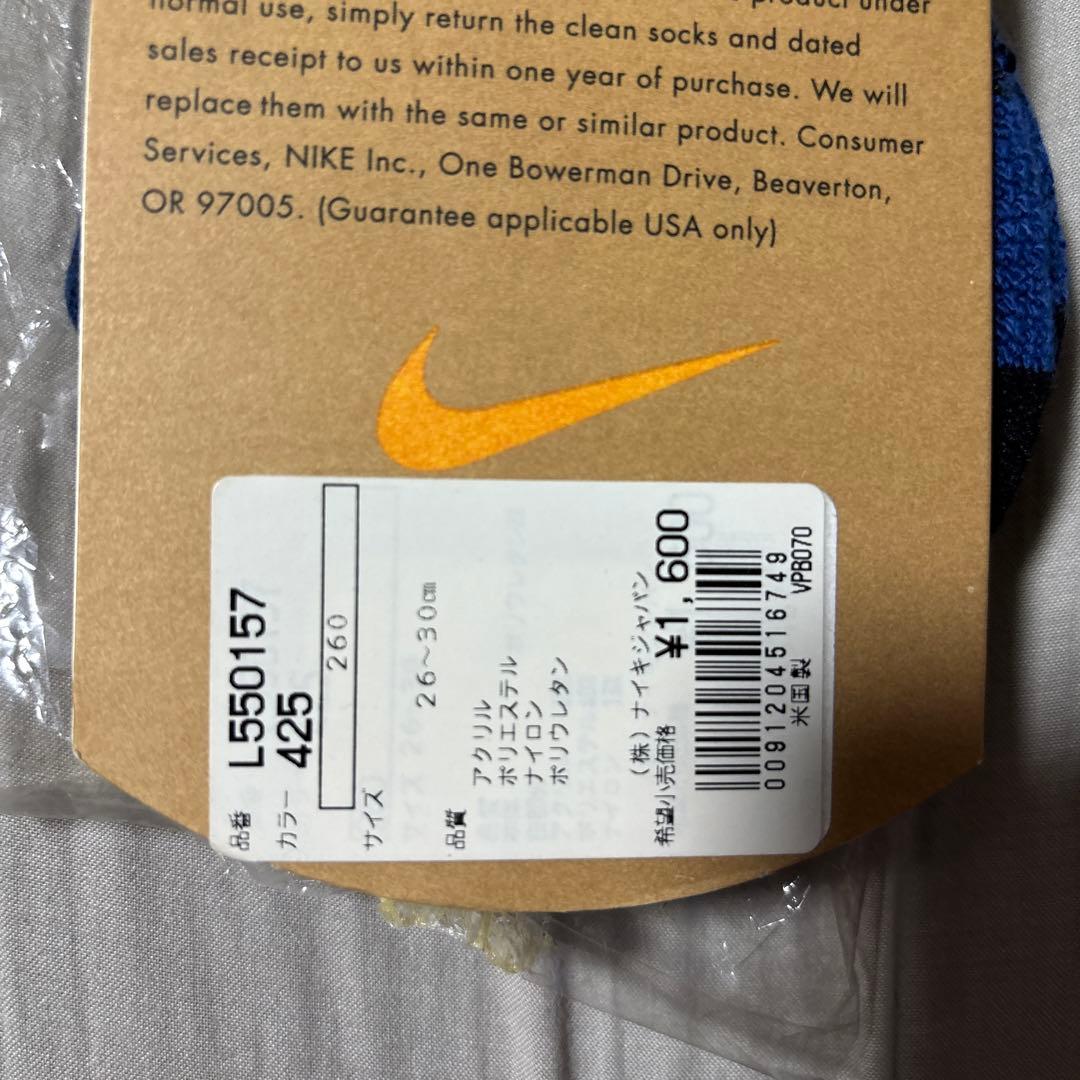 product under
normal use, simply return the clean socks and dated
sales receipt to us within one year of purchase. We will
replace them with the same or similar product. Consumer
Services, NIKE Inc., One Bowerman Drive, Beaverton,
OR 97005. (Guarantee applicable USA only)
品番 L550157
カラー 425
260
サイズ 26〜30cm
品質 アクリル
ポリエステル
ナイロン
ポリウレタン
(株)ナイキジャパン
希望小売価格 ¥1,600
0091204516749
米国製 VPB070